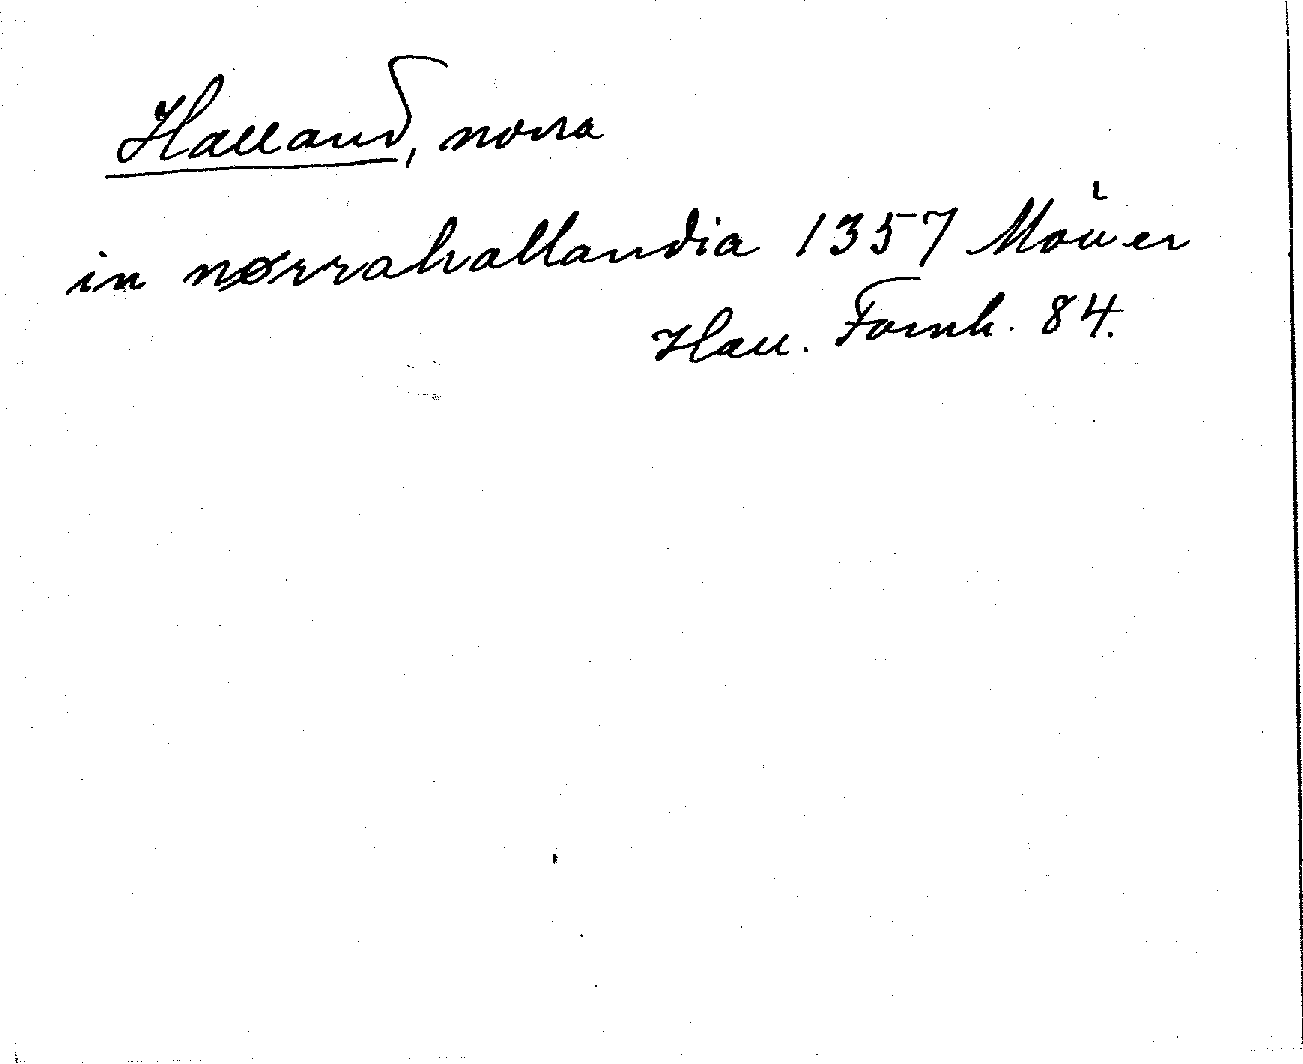 Halland, norra
in nørrahallandia 1357 Möller
Hall. Fornh. 84.